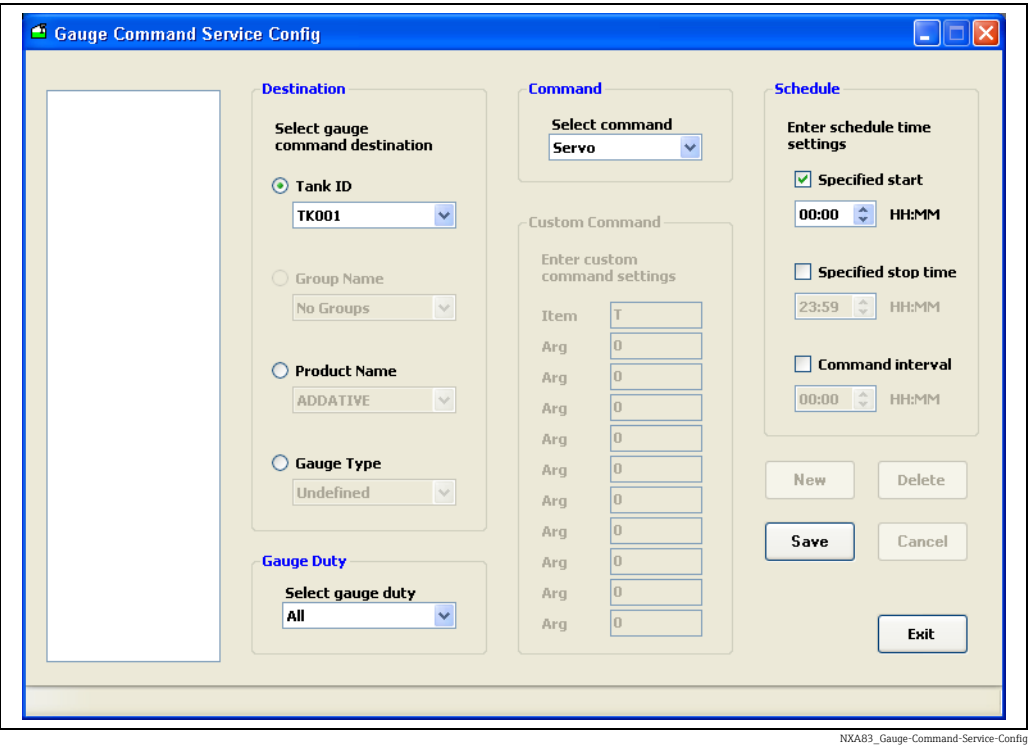 Gauge Command Service Config
Destination
Select gauge
command destination
Tank ID
TK001
Group Name
No Groups
Product Name
ADDATIVE
Gauge Type
Undefined
Gauge Duty
Select gauge duty
All
Command
Select command
Servo
Custom Command
Enter custom
command settings
Item T
Arg 0
Arg 0
Arg 0
Arg 0
Arg 0
Arg 0
Arg 0
Arg 0
Arg 0
Arg 0
Schedule
Enter schedule time
settings
Specified start
00:00 HH:MM
Specified stop time
23:59 HH:MM
Command interval
00:00 HH:MM
New Delete
Save Cancel
Exit
NXA83_Gauge-Command-Service-Config